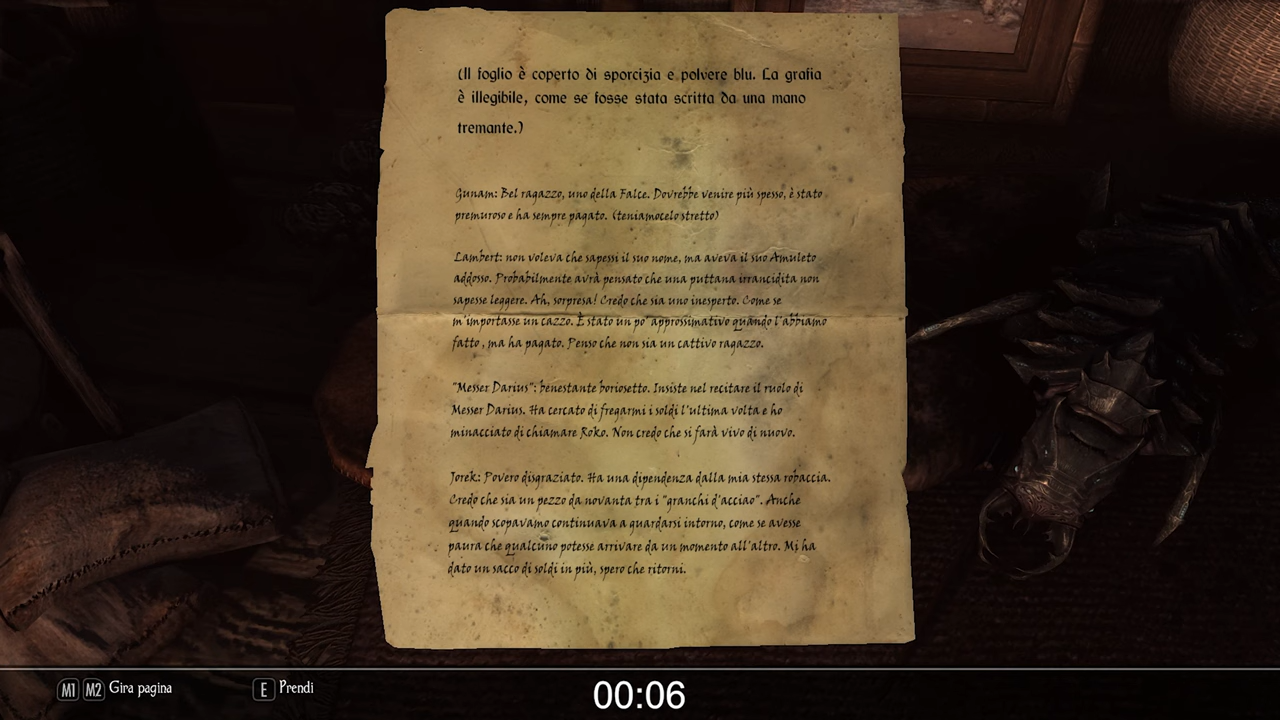 (Il foglio è coperto di sporcizia e polvere blu. La grafia
è illegibile, come se fosse stata scritta da una mano
tremante.)
Gunam: Bel ragazzo, uno della Falce. Dovrebbe venire più spesso, è stato
premuroso e ha sempre pagato. (teniamocelo stretto)
Lambert: non voleva che sapessi il suo nome, ma aveva il suo Amuleto
addosso. Probabilmente avrà pensato che una puttana irrancidita non
sapesse leggere. Ah, sorpresa! Credo che sia uno inesperto. Come se
m'importasse un cazzo. È stato un po' approssimativo quando l'abbiamo
fatto , ma ha pagato. Penso che non sia un cattivo ragazzo.
"Messer Darius": benestante boriosetto. Insiste nel recitare il ruolo di
Messer Darius. Ha cercato di fregarmi i soldi l'ultima volta e ho
minacciato di chiamare Roko. Non credo che si farà vivo di nuovo.
Jorek: Povero disgraziato. Ha una dipendenza dalla mia stessa robaccia.
Credo che sia un pezzo da novanta tra i "granchi d'acciaio". Anche
quando scopavamo continuava a guardarsi intorno, come se avesse
paura che qualcuno potesse arrivare da un momento all'altro. Mi ha
dato un sacco di soldi in più, spero che ritorni.
M1 M2 Gira pagina
E Prendi
00:06